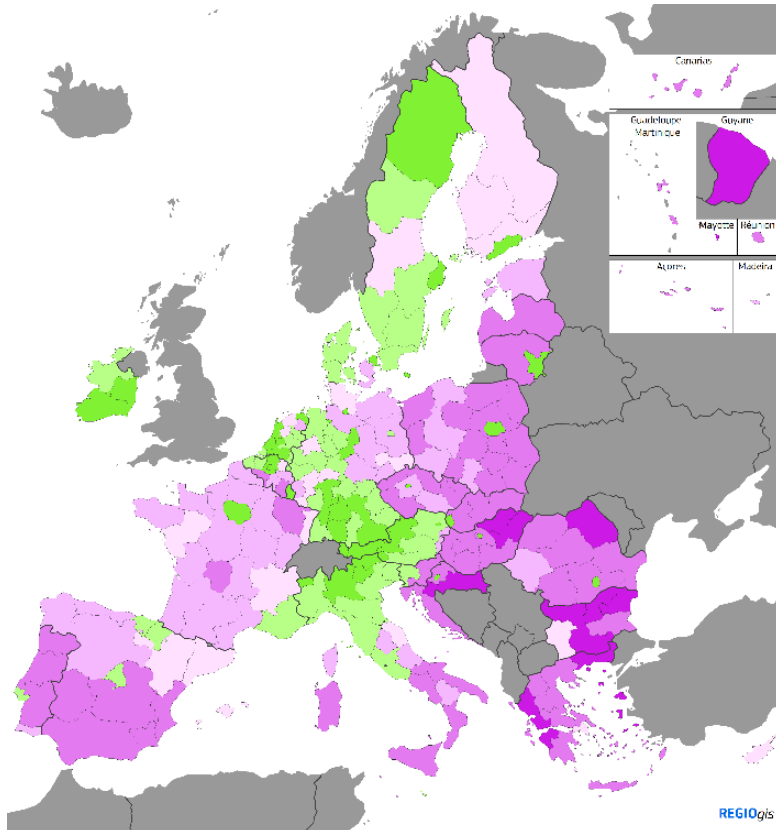 Canarias
Guadeloupe
Martinique
Guyane
Mayotte
Réunion
Açores
Madeira
REGIOgis